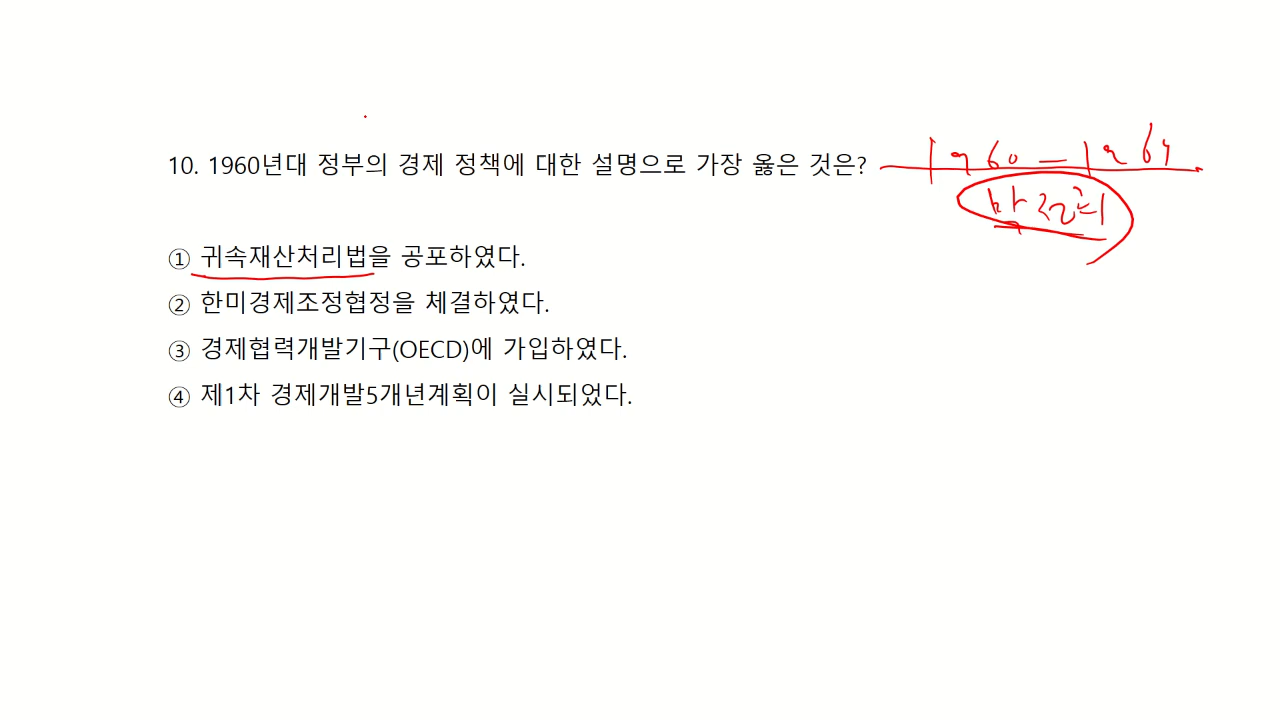 10. 1960년대 정부의 경제 정책에 대한 설명으로 가장 옳은 것은?
1960 - 1969
박정희
① 귀속재산처리법을 공포하였다.
② 한미경제조정협정을 체결하였다.
③ 경제협력개발기구(OECD)에 가입하였다.
④ 제1차 경제개발5개년계획이 실시되었다.